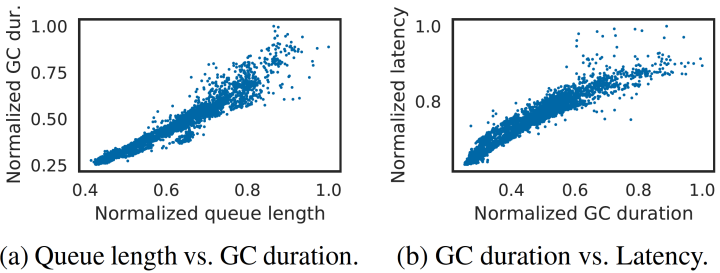 Normalized GC dur.
1.00
0.75
0.50
0.25
0.4 0.6 0.8 1.0
Normalized queue length
(a) Queue length vs. GC duration.
Normalized latency
1.0
0.8
0.4 0.6 0.8 1.0
Normalized GC duration
(b) GC duration vs. Latency.